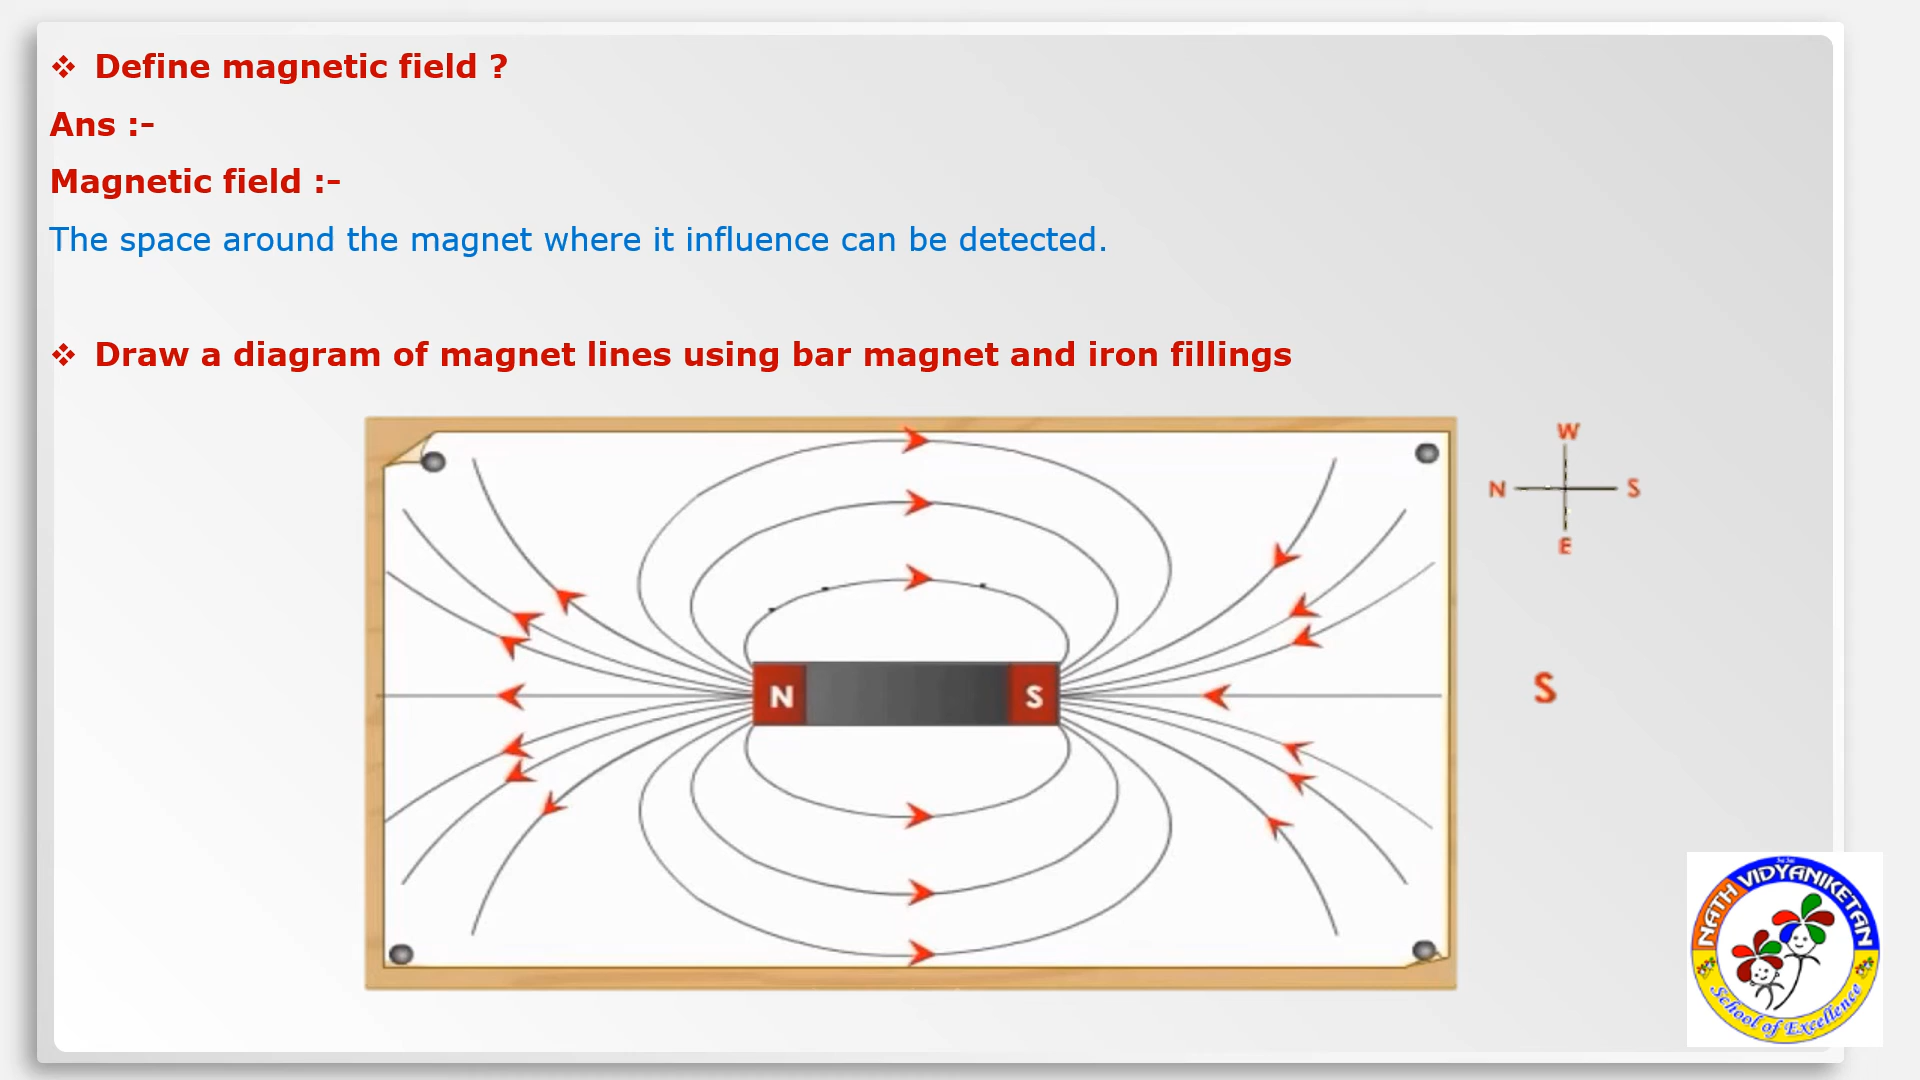 ❖ Define magnetic field ?
Ans :–
Magnetic field :–
The space around the magnet where it influence can be detected.
❖ Draw a diagram of magnet lines using bar magnet and iron fillings
W
N S
E
N S
S
NATH VIDYANIKETAN
School of Excellence